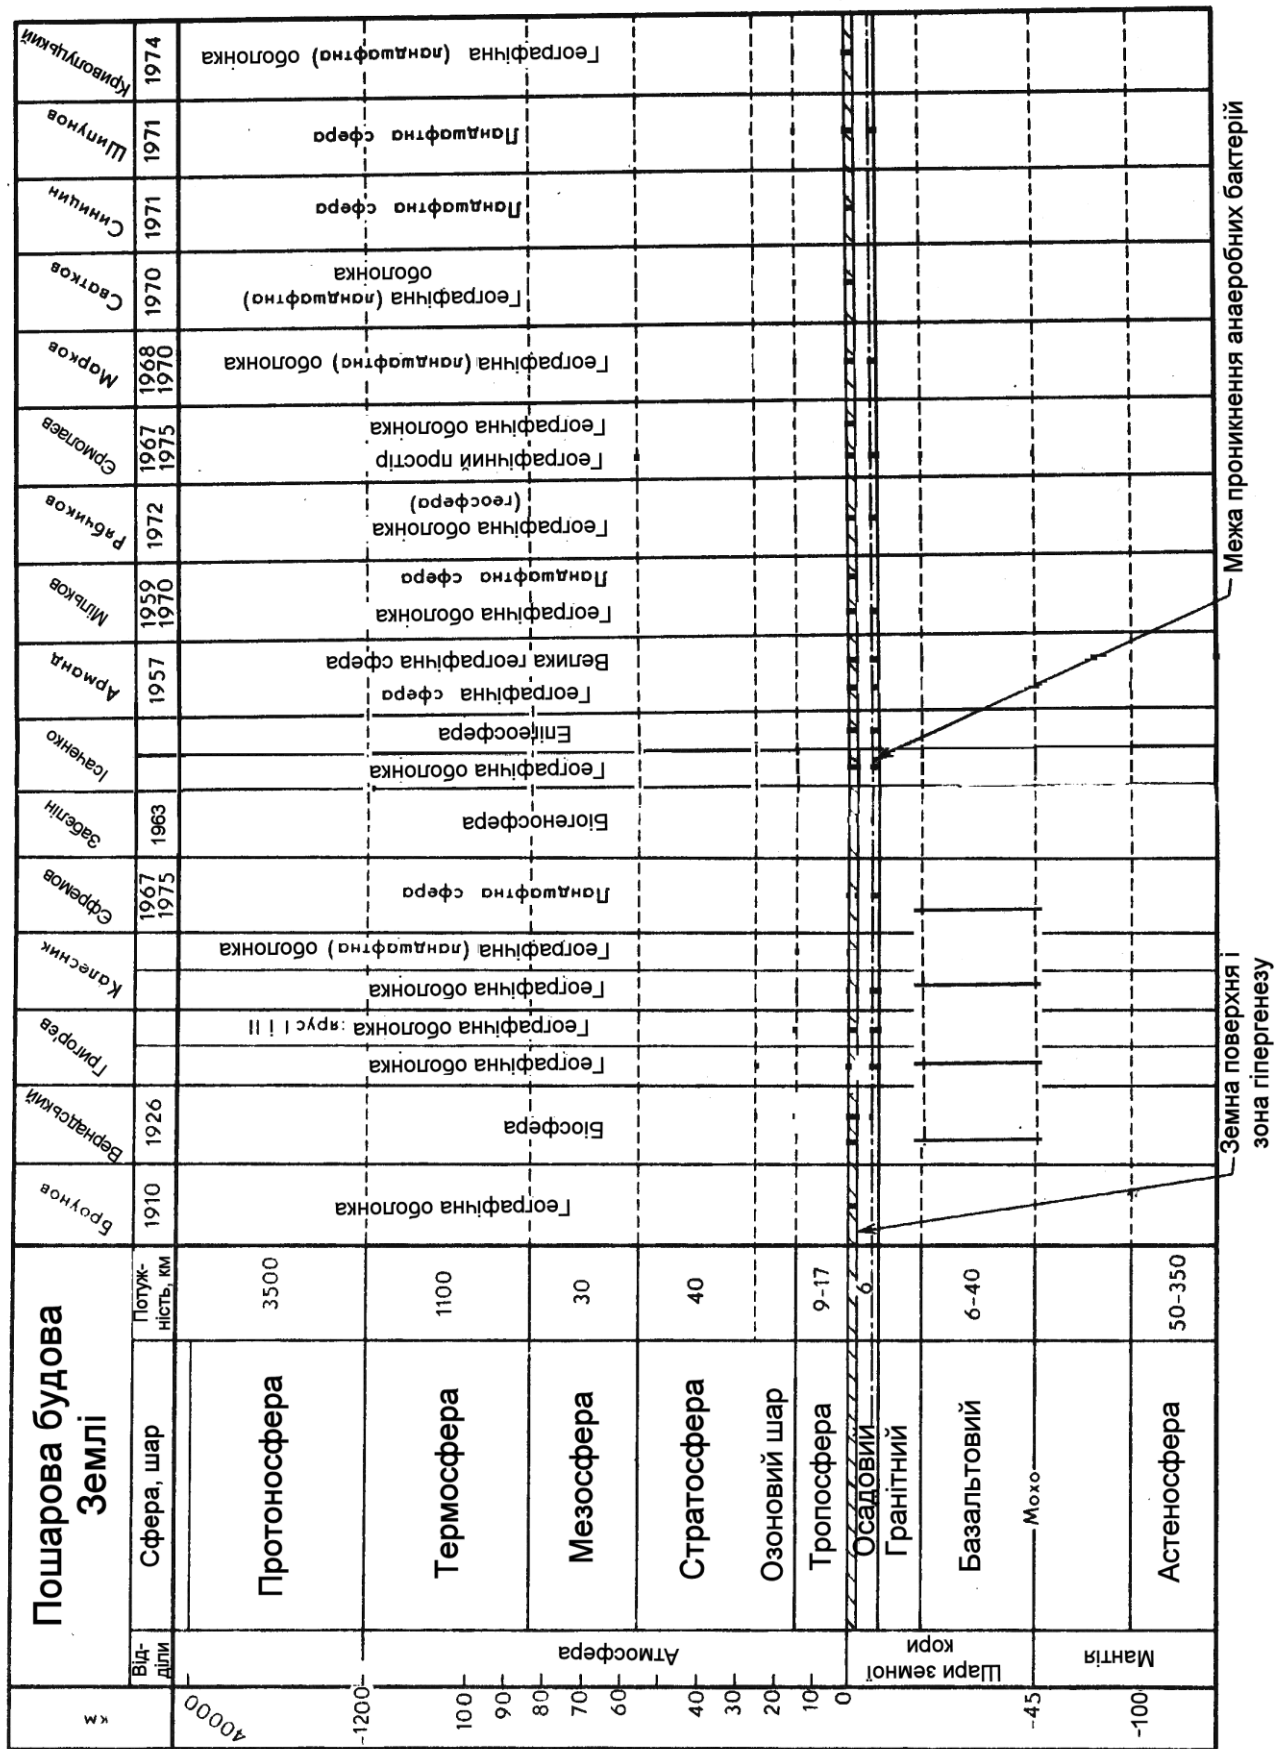 км
Пошарова будова
Землі
Від-
діли
Сфера, шар
Потуж-
ність, км
Броунов
Вернадський
Григор'єв
Калесник
Єфремов
Забелін
Ісаченко
Арманд
Мільков
Рябчиков
Єрмолаєв
Марков
Сватков
Синицин
Шипунов
Криволуцький
1910
1926
1967
1975
1963
1957
1959
1970
1972
1967
1975
1968
1970
1970
1971
1971
1974
40000
-1200
100
90
80
70
60
50
40
30
20
10
0
-45
-100
Атмосфера
Шари земної
кори
Мантія
Протоносфера
3500
Термосфера
1100
Мезосфера
30
Стратосфера
40
Озоновий шар
Тропосфера
9-17
Осадовий
6
Гранітний
Базальтовий
6-40
Мохо
Астеносфера
50-350
Географічна оболонка
Біосфера
Географічна оболонка
Географічна оболонка :ярус І і ІІ
Географічна оболонка
Географічна (ландшафтна) оболонка
Ландшафтна сфера
Біогеносфера
Географічна оболонка
Епігеосфера
Географічна сфера
Велика географічна сфера
Географічна оболонка
Ландшафтна сфера
Географічна оболонка
(геосфера)
Географічний простір
Географічна оболонка
Географічна (ландшафтна) оболонка
Географічна (ландшафтна)
оболонка
Ландшафтна сфера
Ландшафтна сфера
Географічна (ландшафтна) оболонка
Земна поверхня і
зона гіпергенезу
Межа проникнення анаеробних бактерій